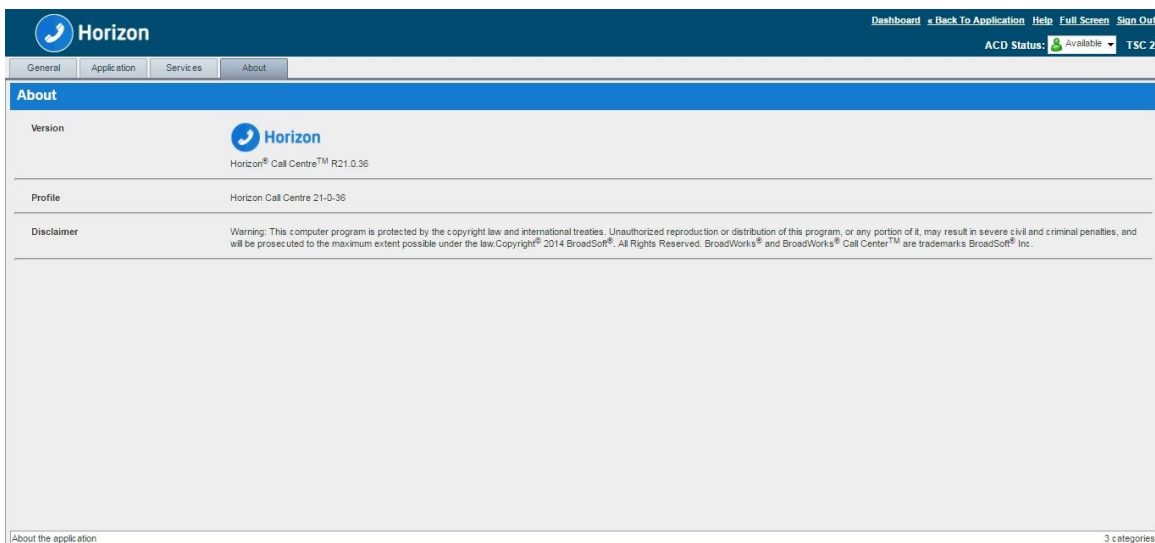 Horizon
Dashboard « Back To Application Help Full Screen Sign Out
ACD Status: Available TSC 2
General Application Services About
About
Version
Horizon
Horizon® Call Centre™ R21.0.36
Profile Horizon Call Centre 21-0-36
Disclaimer Warning: This computer program is protected by the copyright law and international treaties. Unauthorized reproduction or distribution of this program, or any portion of it, may result in severe civil and criminal penalties, and
will be prosecuted to the maximum extent possible under the law.Copyright© 2014 BroadSoft®. All Rights Reserved. BroadWorks® and BroadWorks® Call Center™ are trademarks BroadSoft® Inc.
About the application 3 categories